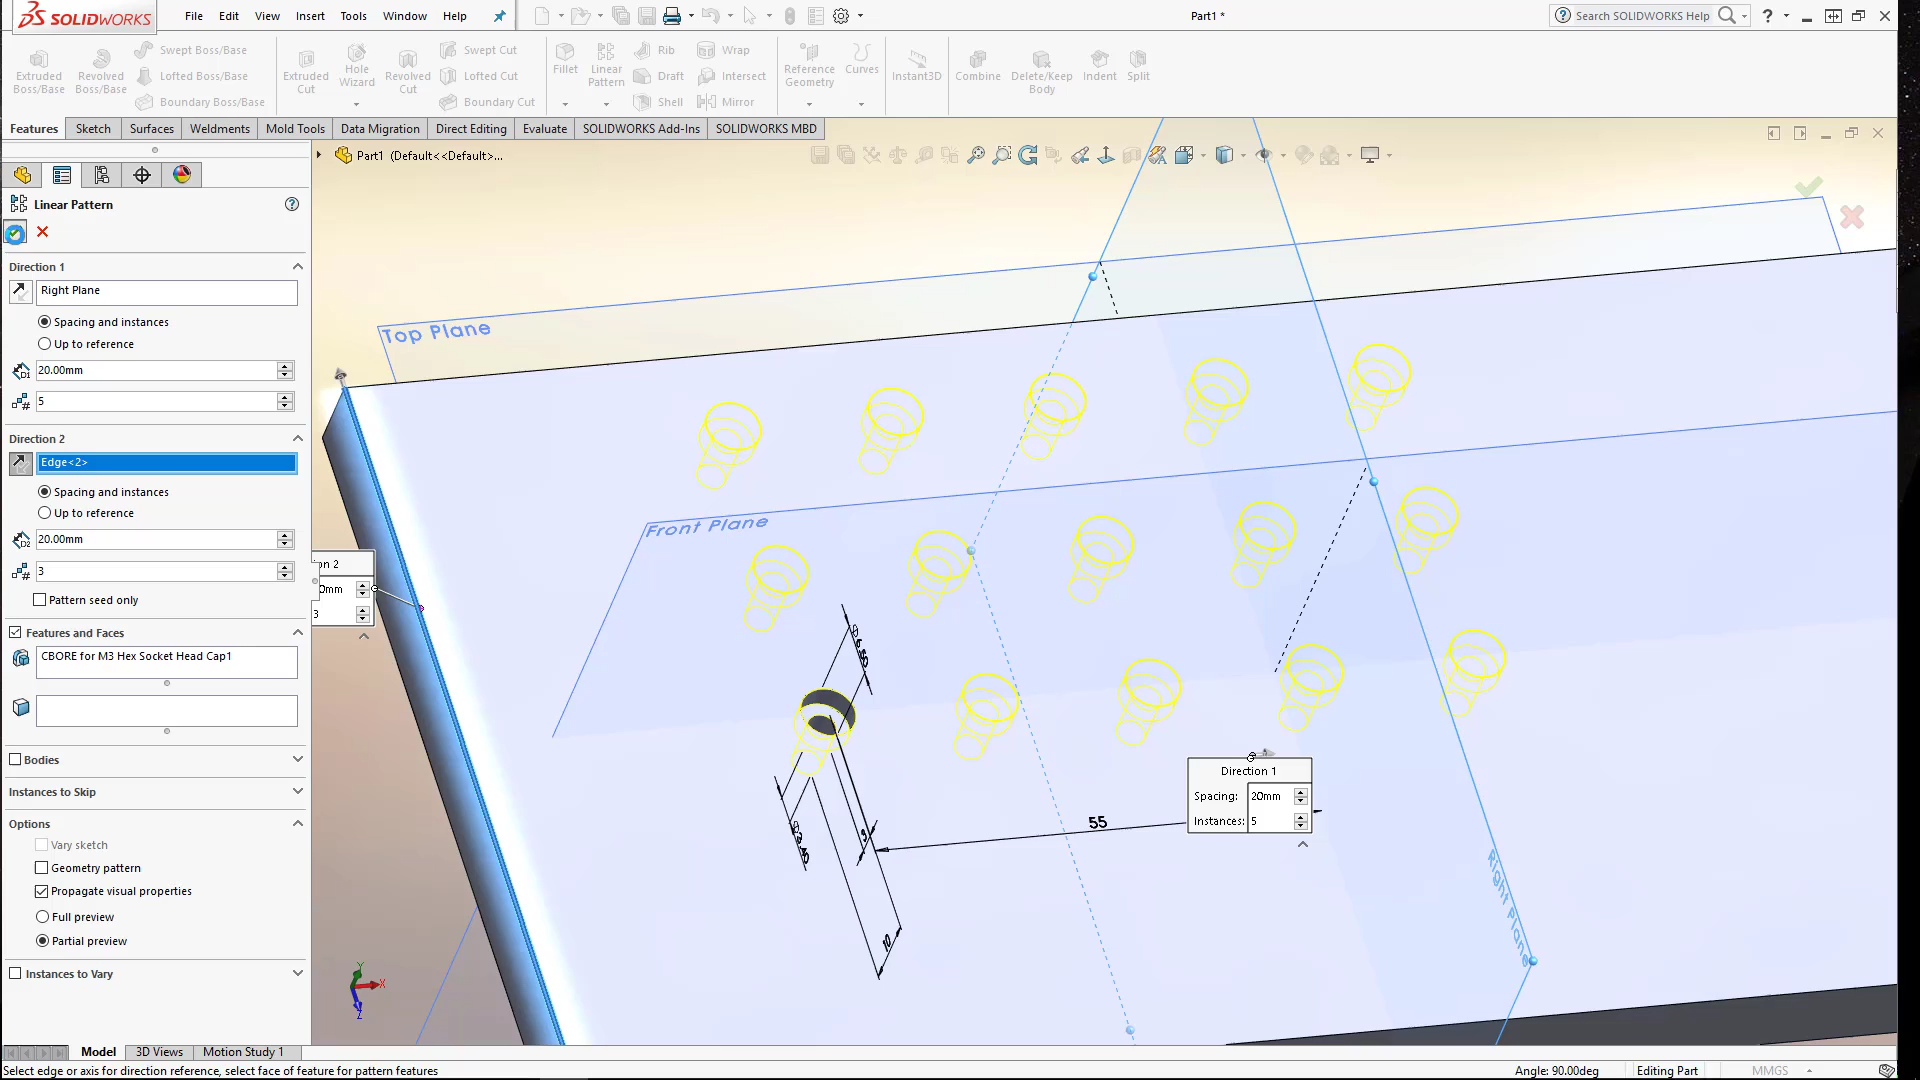 SOLIDWORKS
File Edit View Insert Tools Window Help
Part1 *
Search SOLIDWORKS Help
Extruded Boss/Base
Revolved Boss/Base
Swept Boss/Base
Lofted Boss/Base
Boundary Boss/Base
Extruded Cut
Hole Wizard
Revolved Cut
Swept Cut
Lofted Cut
Boundary Cut
Fillet
Linear Pattern
Rib
Draft
Shell
Wrap
Intersect
Mirror
Reference Geometry
Curves
Instant3D
Combine
Delete/Keep Body
Indent
Split
Features Sketch Surfaces Weldments Mold Tools Data Migration Direct Editing Evaluate SOLIDWORKS Add-Ins SOLIDWORKS MBD
Part1 (Default<<Default>...
Linear Pattern
Direction 1
Right Plane
Spacing and instances
Up to reference
D1 20.00mm
# 5
Direction 2
Edge<2>
Spacing and instances
Up to reference
D2 20.00mm
# 3
Pattern seed only
Features and Faces
CBORE for M3 Hex Socket Head Cap1
Bodies
Instances to Skip
Options
Vary sketch
Geometry pattern
Propagate visual properties
Full preview
Partial preview
Instances to Vary
Top Plane
Front Plane
Right Plane
on 2
0mm
3
55
10
Direction 1
Spacing: 20mm
Instances: 5
Y
X
Z
Model 3D Views Motion Study 1
Select edge or axis for direction reference, select face of feature for pattern features
Angle: 90.00deg Editing Part MMGS